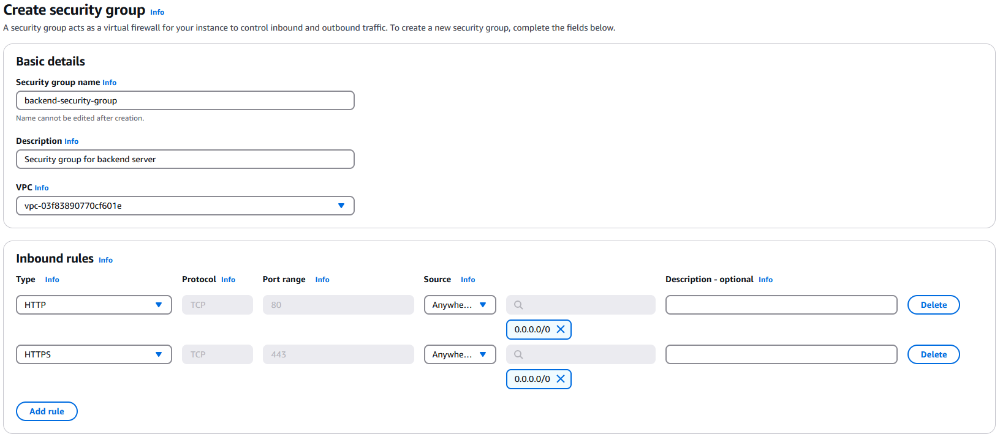 Create security group Info
A security group acts as a virtual firewall for your instance to control inbound and outbound traffic. To create a new security group, complete the fields below.
Basic details
Security group name Info
backend-security-group
Name cannot be edited after creation.
Description Info
Security group for backend server
VPC Info
vpc-03f83890770cf601e
Inbound rules Info
Type Info Protocol Info Port range Info Source Info Description - optional Info
HTTP TCP 80 Anywhe... Delete
0.0.0.0/0
HTTPS TCP 443 Anywhe... Delete
0.0.0.0/0
Add rule